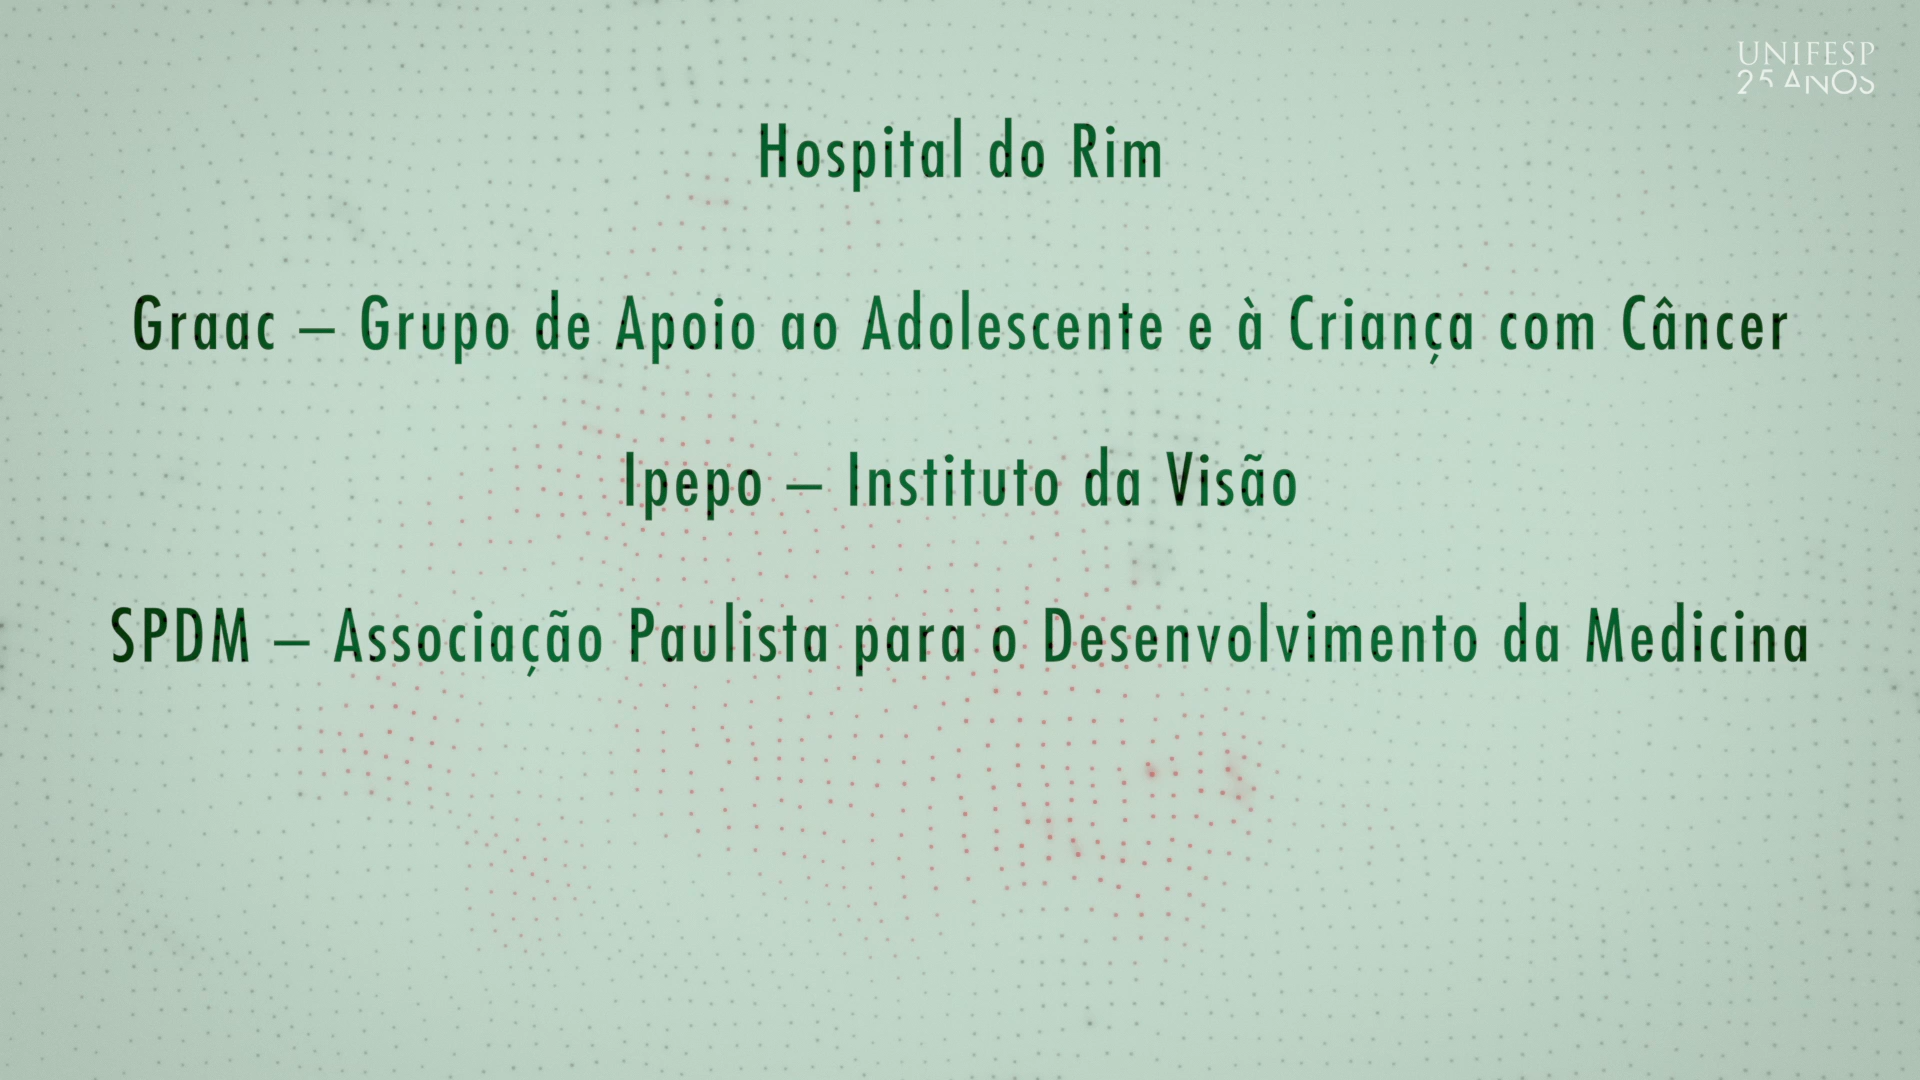 UNIFESP
25 ANOS
Hospital do Rim
Graac – Grupo de Apoio ao Adolescente e à Criança com Câncer
Ipepo – Instituto da Visão
SPDM – Associação Paulista para o Desenvolvimento da Medicina